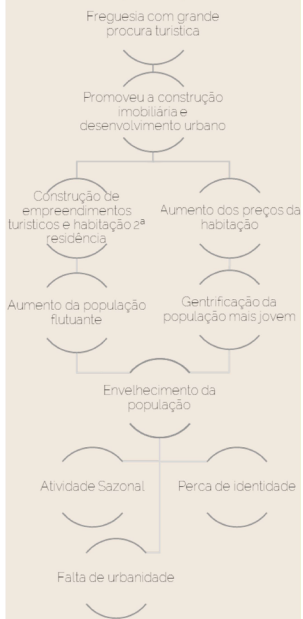 Freguesia com grande
procura turística
Promoveu a construção
imobiliária e
desenvolvimento urbano
Construção de
empreendimentos
turísticos e habitação 2ª
residência
Aumento dos preços da
habitação
Aumento da população
flutuante
Gentrificação da
população mais jovem
Envelhecimento da
população
Atividade Sazonal
Perca de identidade
Falta de urbanidade